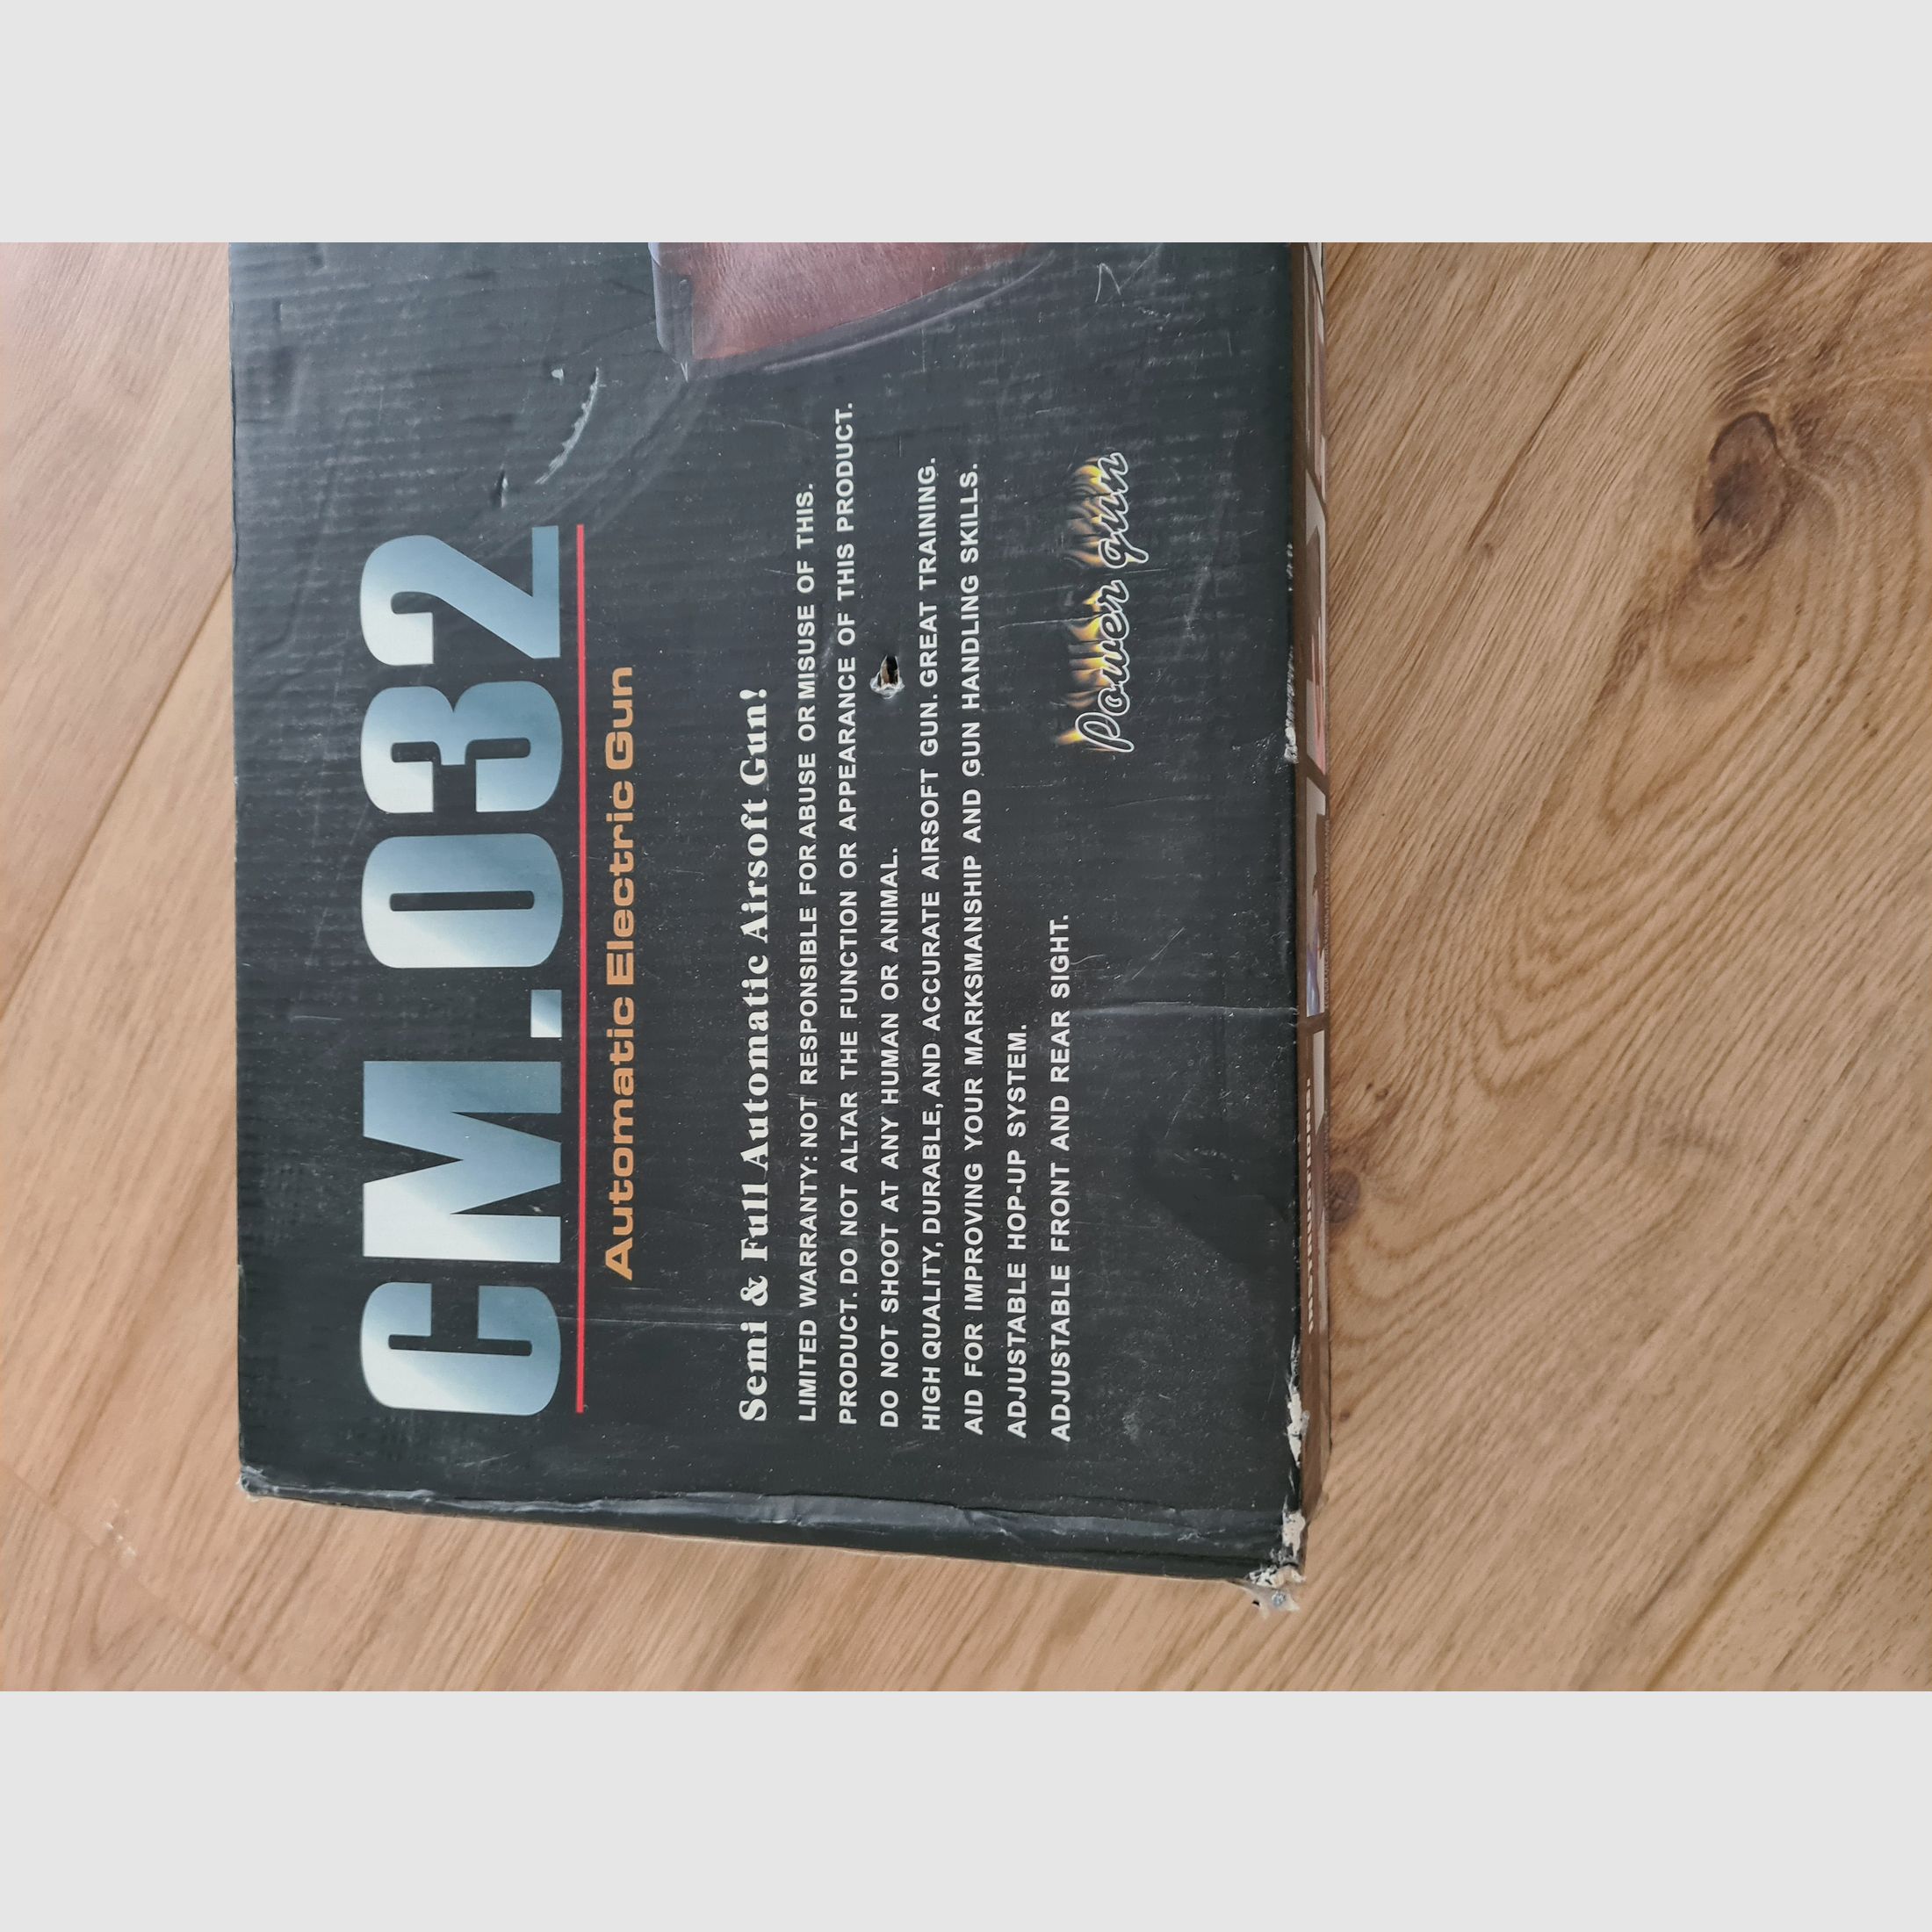 CM.032
Automatic Electric Gun
Semi & Full Automatic Airsoft Gun!
LIMITED WARRANTY: NOT RESPONSIBLE FOR ABUSE OR MISUSE OF THIS.
PRODUCT. DO NOT ALTAR THE FUNCTION OR APPEARANCE OF THIS PRODUCT.
DO NOT SHOOT AT ANY HUMAN OR ANIMAL.
HIGH QUALITY, DURABLE, AND ACCURATE AIRSOFT GUN. GREAT TRAINING.
AID FOR IMPROVING YOUR MARKSMANSHIP AND GUN HANDLING SKILLS.
ADJUSTABLE HOP-UP SYSTEM.
ADJUSTABLE FRONT AND REAR SIGHT.
Power gun